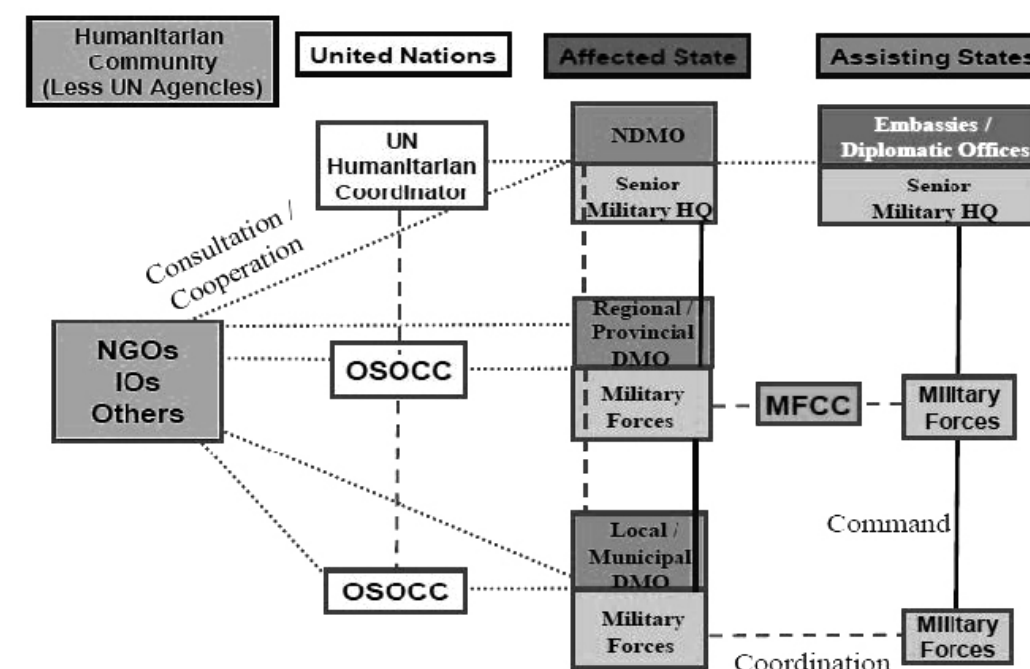 Humanitarian
Community
(Less UN Agencies)
United Nations
Affected State
Assisting States
UN
Humanitarian
Coordinator
NDMO
Senior
Military HQ
Embassies /
Diplomatic Offices
Senior
Military HQ
Consultation /
Cooperation
NGOs
IOs
Others
OSOCC
Regional /
Provincial
DMO
Military
Forces
MFCC
Military
Forces
Command
OSOCC
Local /
Municipal
DMO
Military
Forces
Coordination
Military
Forces